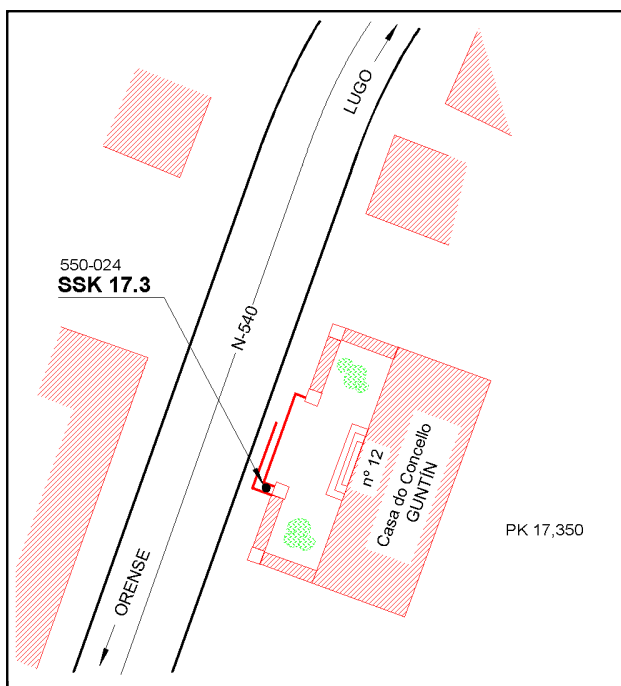 LUGO
550-024
SSK 17.3
N-540
nº 12
Casa do Concello
GUNTÍN
PK 17,350
ORENSE